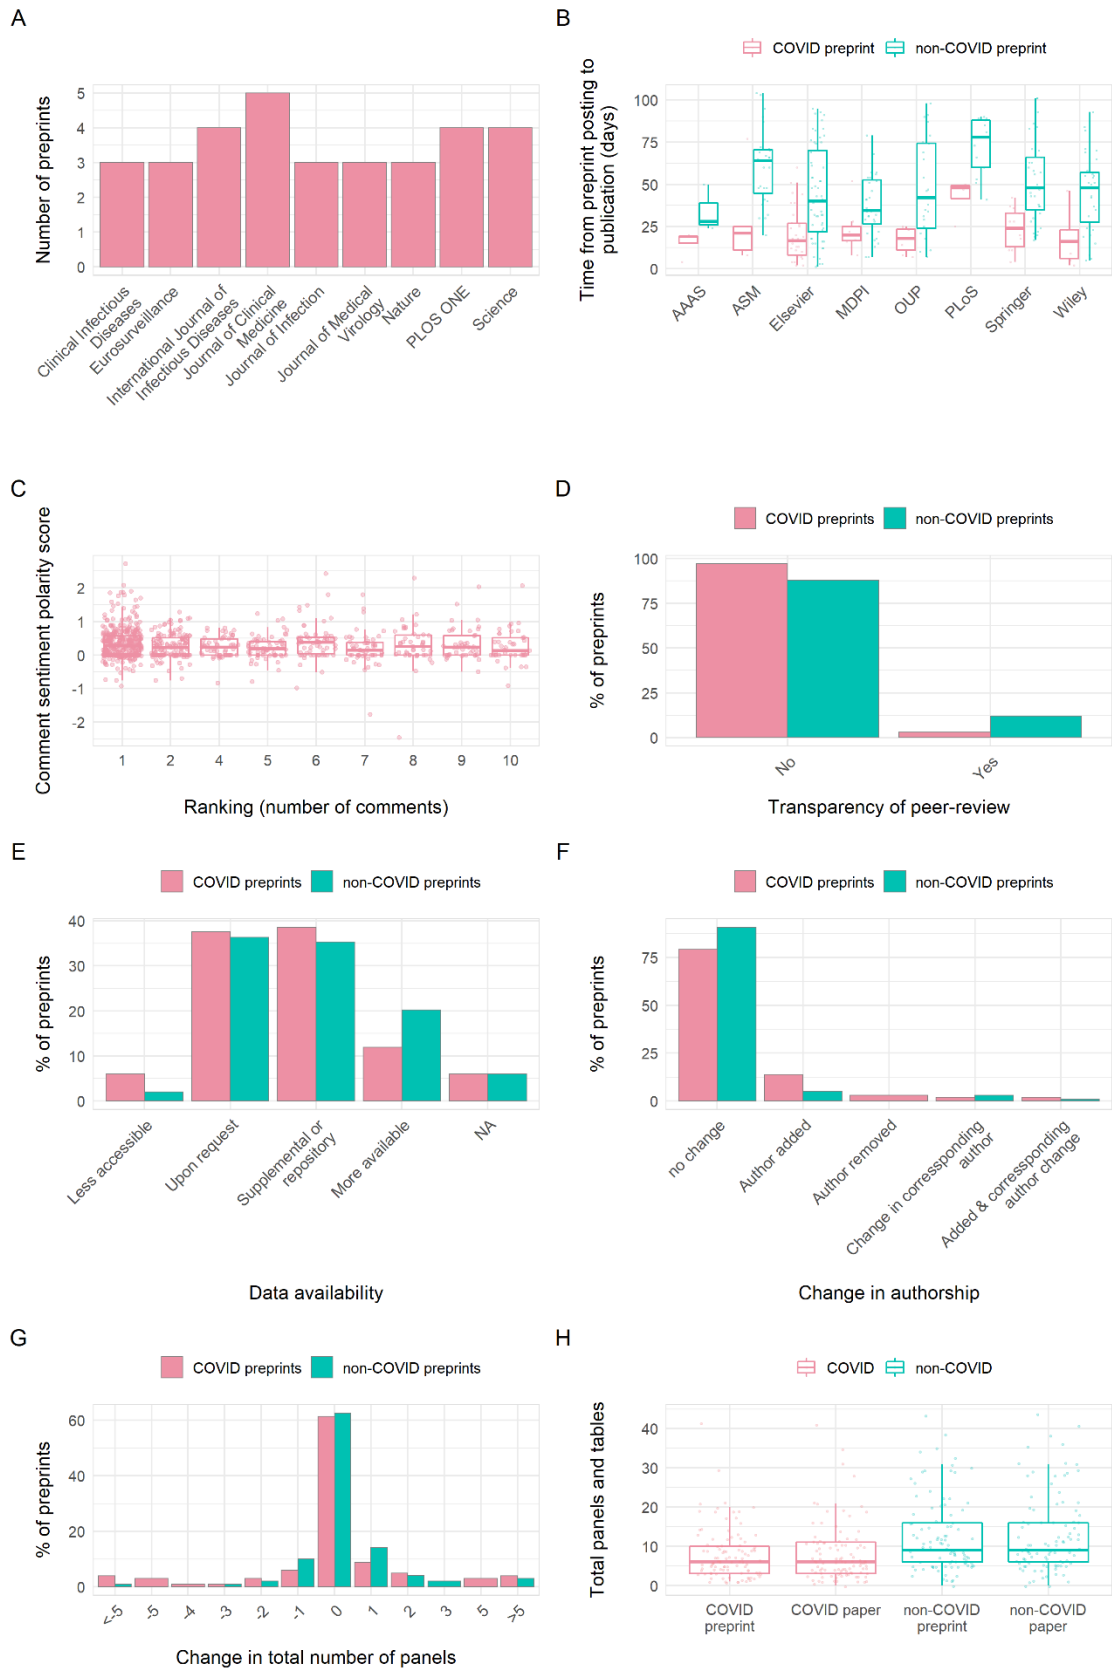 A
Number of preprints
5
4
3
2
1
0
Clinical Infectious
Diseases
Eurosurveillance
International Journal of
Infectious Diseases
Journal of Clinical
Medicine
Journal of Infection
Journal of Medical
Virology
Nature
PLOS ONE
Science
B
COVID preprint non-COVID preprint
Time from preprint posting to
publication (days)
100
75
50
25
0
AAAS
ASM
Elsevier
MDPI
OUP
PLoS
Springer
Wiley
C
Comment sentiment polarity score
2
1
0
-1
-2
1 2 4 5 6 7 8 9 10
Ranking (number of comments)
D
COVID preprints non-COVID preprints
% of preprints
100
75
50
25
0
No
Yes
Transparency of peer-review
E
COVID preprints non-COVID preprints
% of preprints
40
30
20
10
0
Less accessible
Upon request
Supplemental or
repository
More available
NA
Data availability
F
COVID preprints non-COVID preprints
% of preprints
75
50
25
0
no change
Author added
Author removed
Change in corresponding
author
Added & corresponding
author change
Change in authorship
G
COVID preprints non-COVID preprints
% of preprints
60
40
20
0
<-5 -5 -4 -3 -2 -1 0 1 2 3 5 >5
Change in total number of panels
H
COVID non-COVID
Total panels and tables
40
30
20
10
0
COVID
preprint
COVID paper
non-COVID
preprint
non-COVID
paper